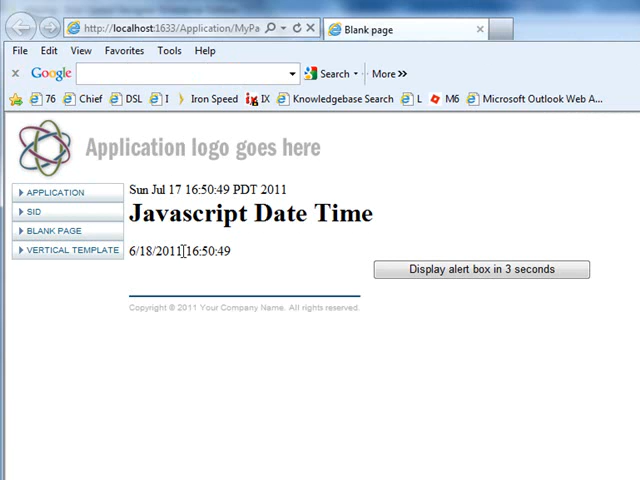 http://localhost:1633/Application/MyPa
Blank page
File Edit View Favorites Tools Help
x Google Search More »
76 Chief DSL I Iron Speed IX Knowledgebase Search L M6 Microsoft Outlook Web A...
Application logo goes here
APPLICATION
SID
BLANK PAGE
VERTICAL TEMPLATE
Sun Jul 17 16:50:49 PDT 2011
Javascript Date Time
6/18/2011 16:50:49
Display alert box in 3 seconds
Copyright © 2011 Your Company Name. All rights reserved.